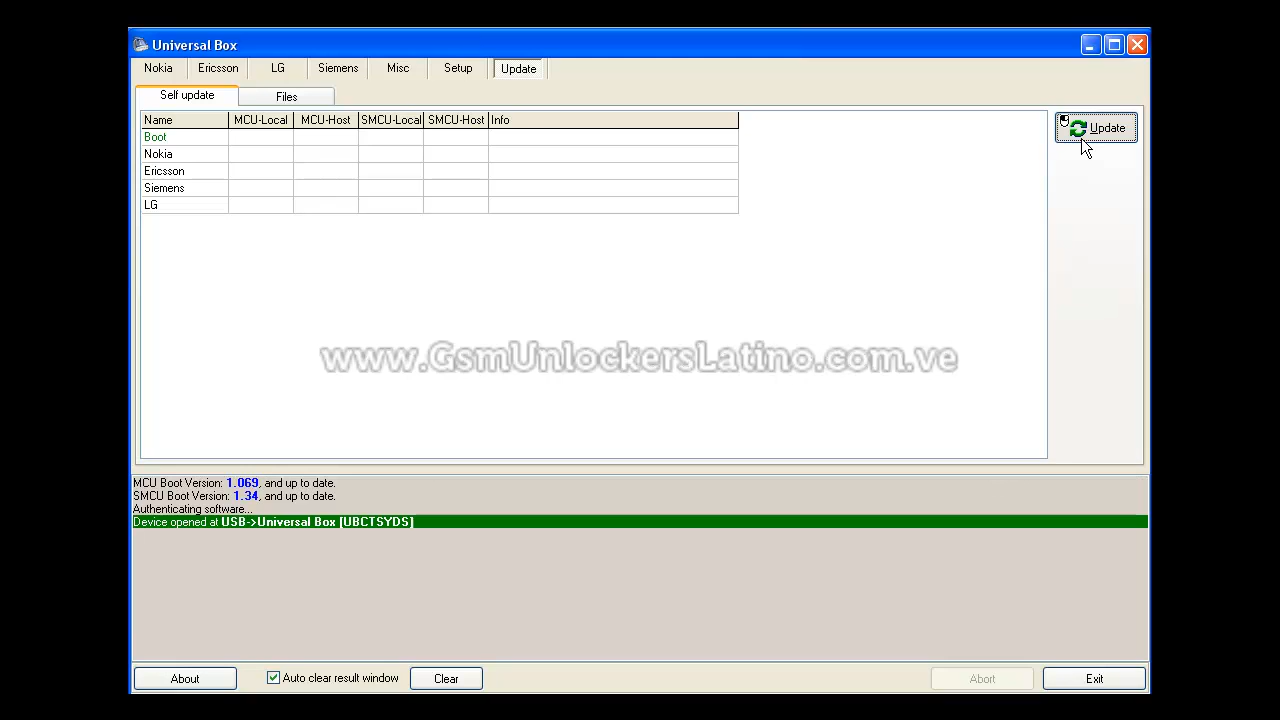 Universal Box
Nokia Ericsson LG Siemens Misc Setup Update
Self update Files
Name MCU-Local MCU-Host SMCU-Local SMCU-Host Info
Update
Boot
Nokia
Ericsson
Siemens
LG
www.GsmUnlockersLatino.com.ve
MCU Boot Version: 1.069, and up to date.
SMCU Boot Version: 1.34, and up to date.
Authenticating software...
Device opened at USB->Universal Box [UBCTSYDS]
About Auto clear result window Clear Abort Exit